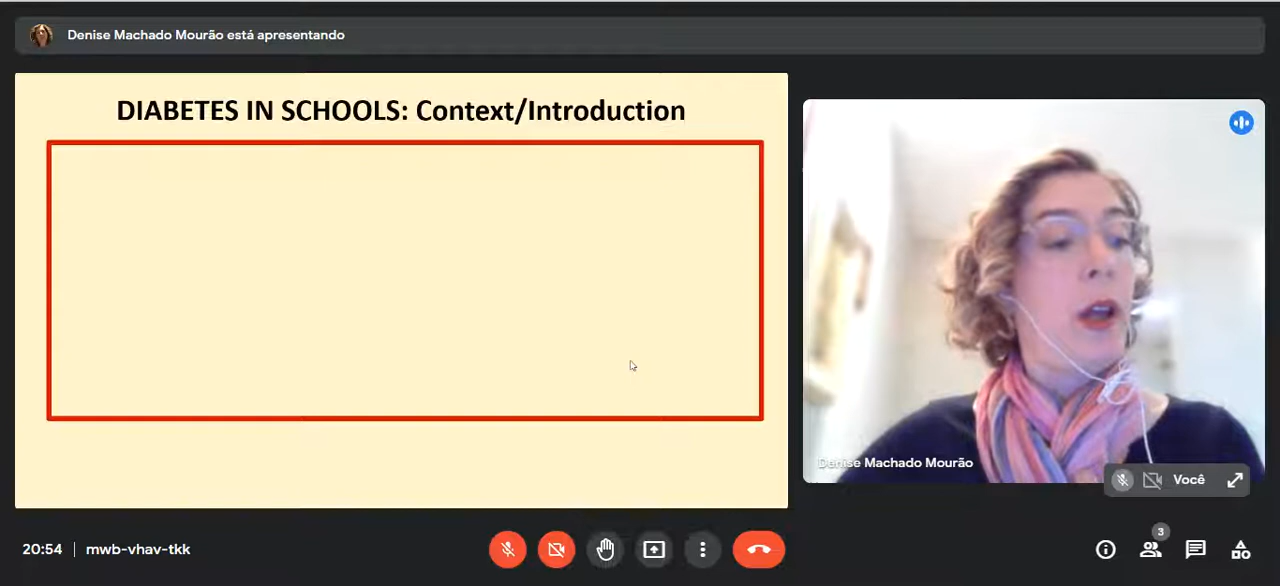 Denise Machado Mourão está apresentando
DIABETES IN SCHOOLS: Context/Introduction
Denise Machado Mourão
Você
20:54 | mwb-vhav-tkk
3